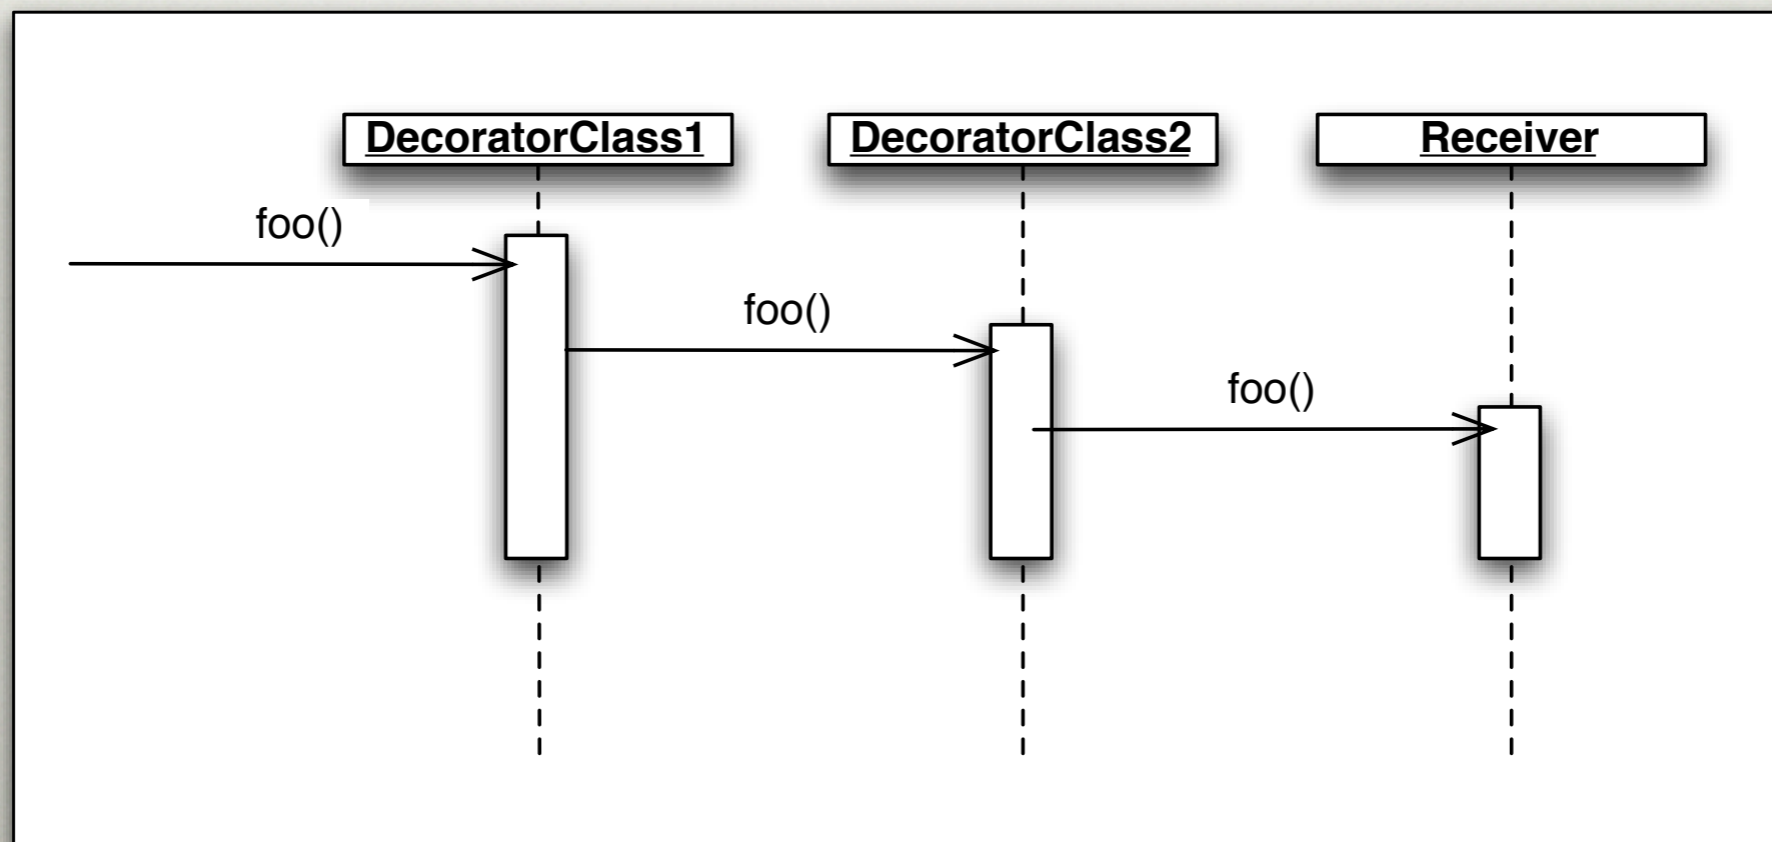 DecoratorClass1
DecoratorClass2
Receiver
foo()
foo()
foo()